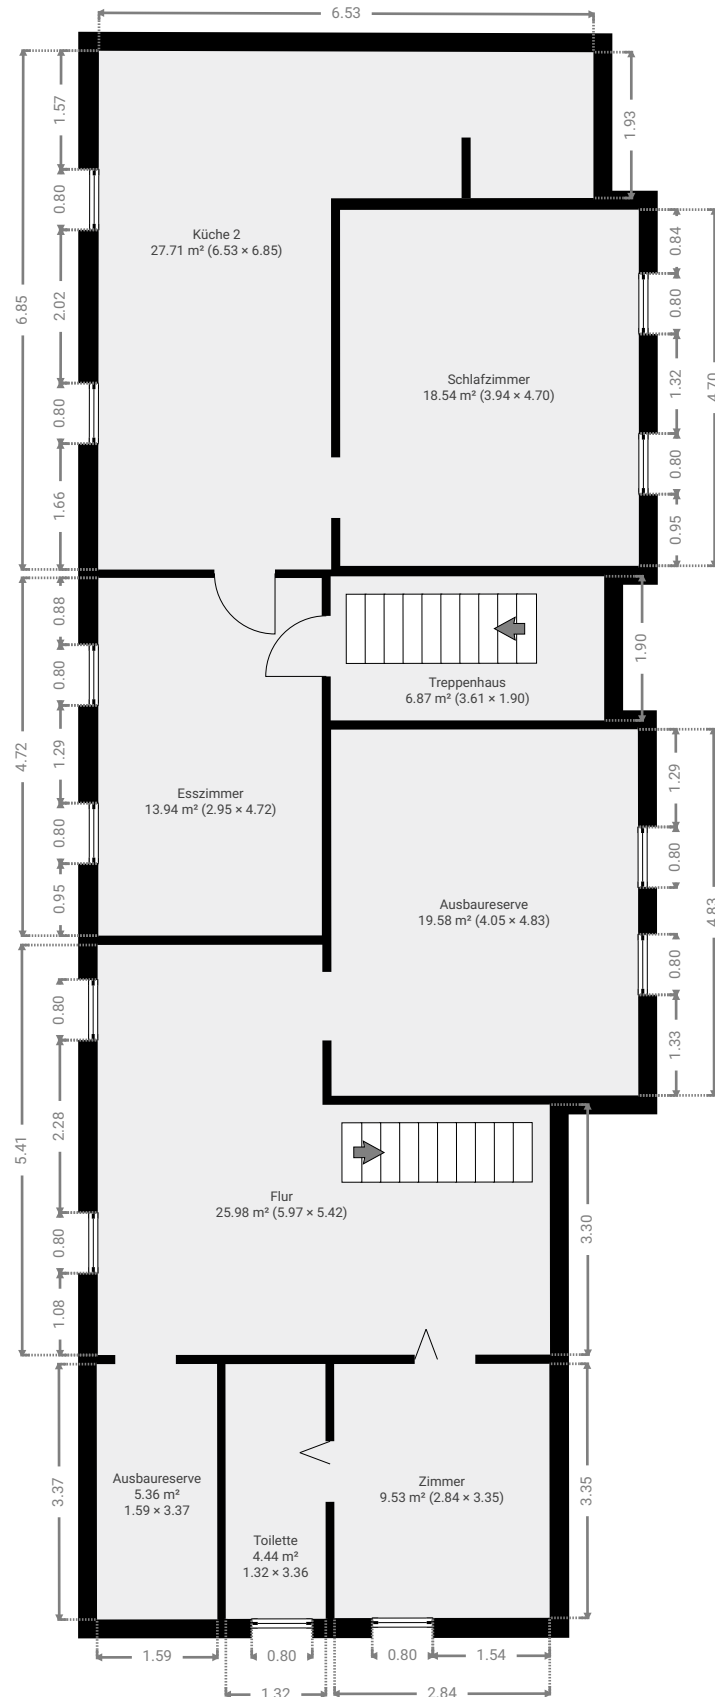 6.53
1.57
1.93
0.80
6.85
2.02
0.80
1.66
Küche 2
27.71 m² (6.53 × 6.85)
0.84
0.80
1.32
4.70
0.80
0.95
Schlafzimmer
18.54 m² (3.94 × 4.70)
0.88
0.80
4.72
1.29
0.80
0.95
1.90
Treppenhaus
6.87 m² (3.61 × 1.90)
Esszimmer
13.94 m² (2.95 × 4.72)
1.29
0.80
4.83
0.80
1.33
Ausbaureserve
19.58 m² (4.05 × 4.83)
0.80
5.41
2.28
0.80
1.08
Flur
25.98 m² (5.97 × 5.42)
3.30
3.37
Ausbaureserve
5.36 m²
1.59 × 3.37
Zimmer
9.53 m² (2.84 × 3.35)
3.35
Toilette
4.44 m²
1.32 × 3.36
1.59
0.80
0.80
1.54
1.32
2.84